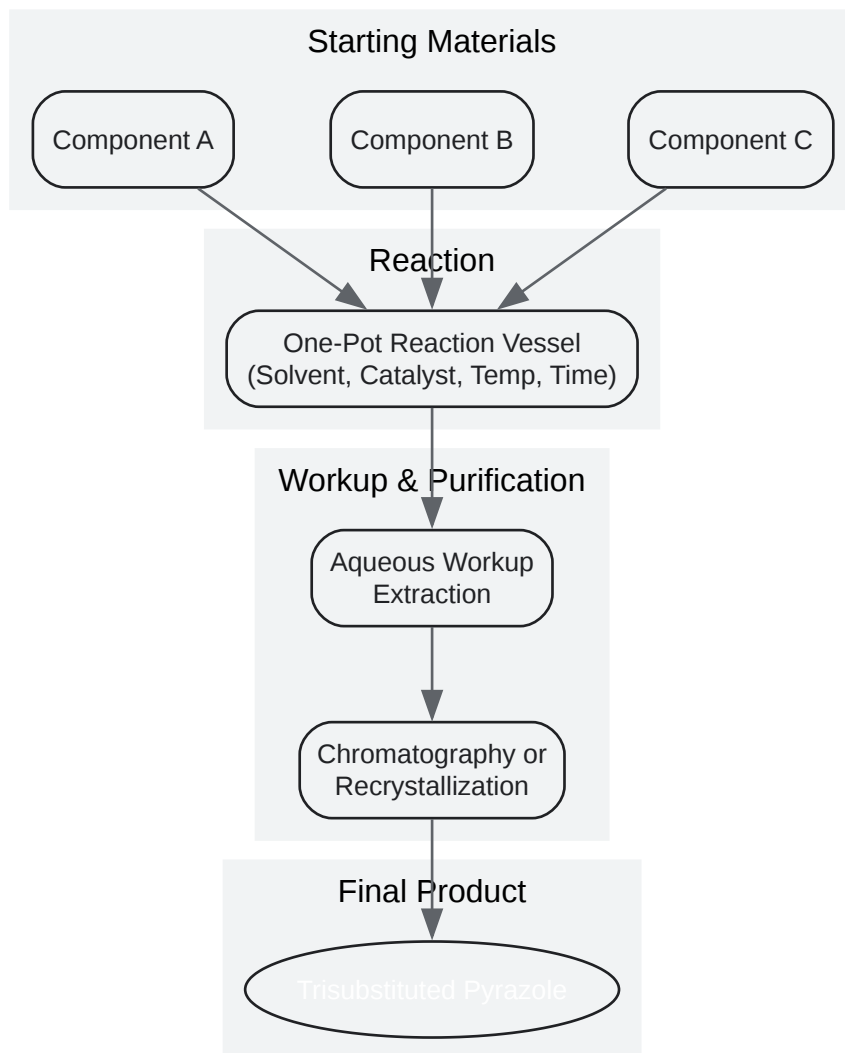 Starting Materials
Component A
Component B
Component C
Reaction
One-Pot Reaction Vessel
(Solvent, Catalyst, Temp, Time)
Workup & Purification
Aqueous Workup
Extraction
Chromatography or
Recrystallization
Final Product
Trisubstituted Pyrazole